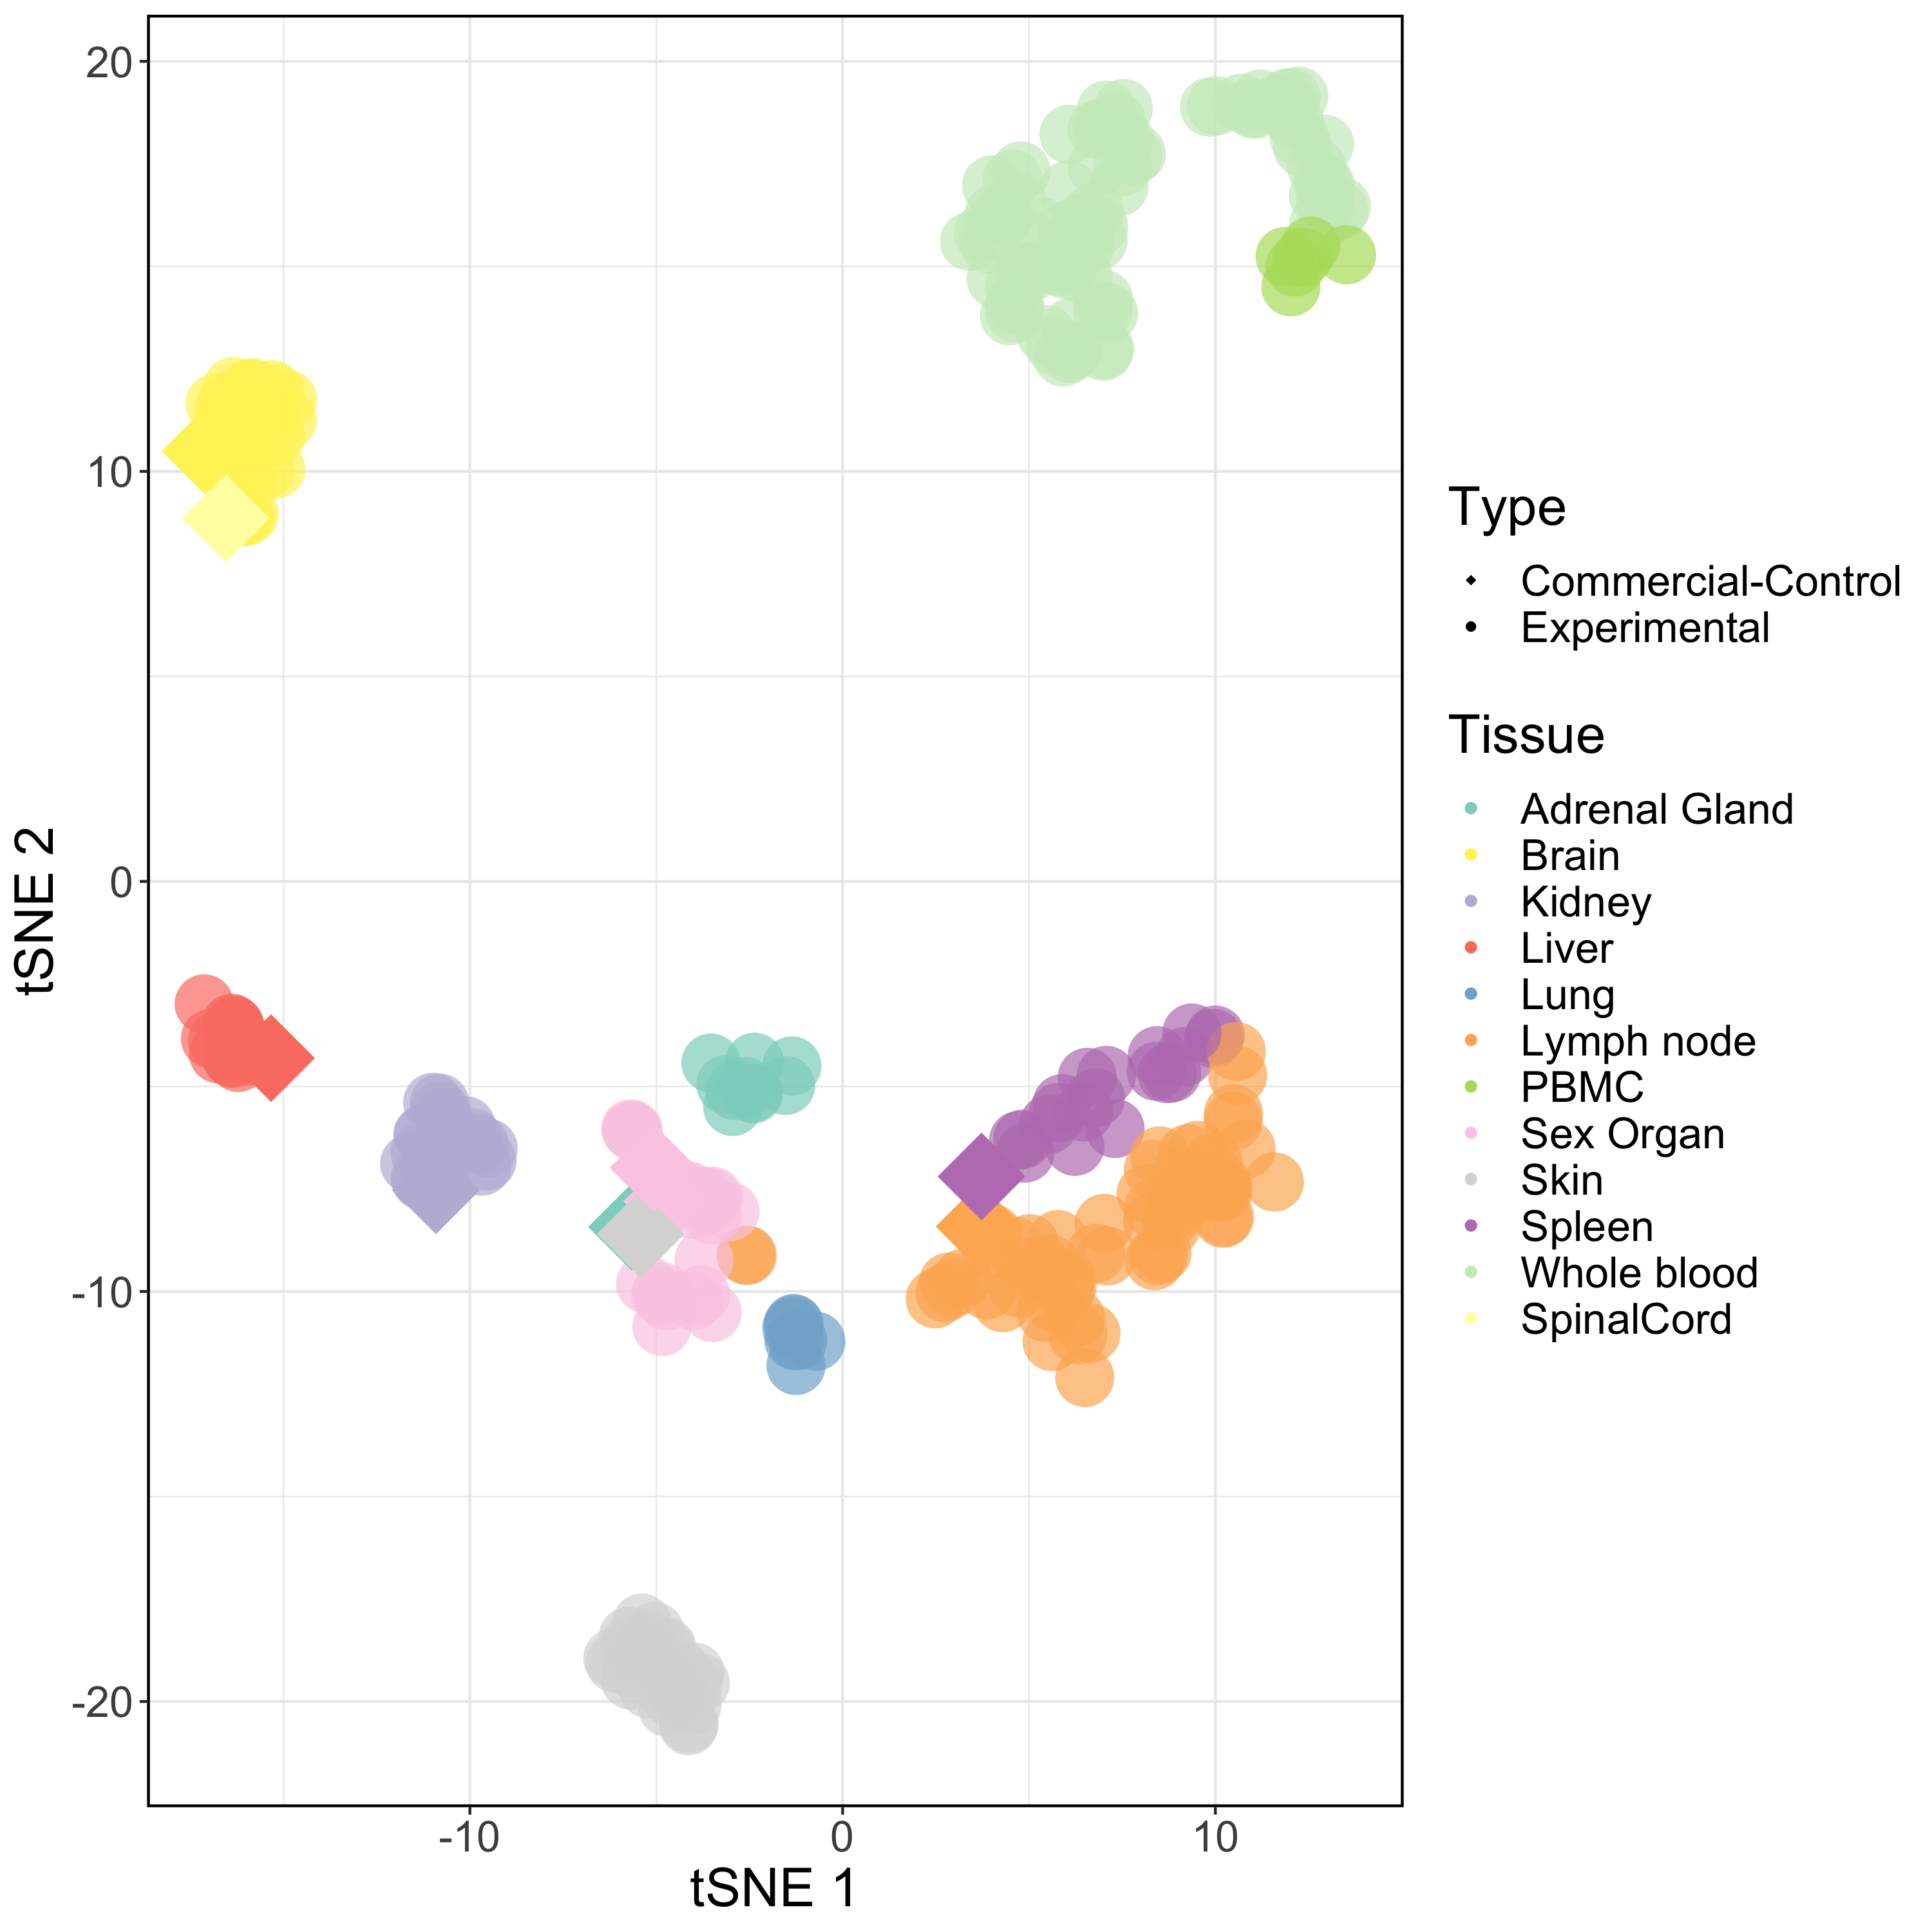 20
10
0
-10
-20
tSNE 2
-10
0
10
tSNE 1
Type
Commercial-Control
Experimental
Tissue
Adrenal Gland
Brain
Kidney
Liver
Lung
Lymph node
PBMC
Sex Organ
Skin
Spleen
Whole blood
SpinalCord